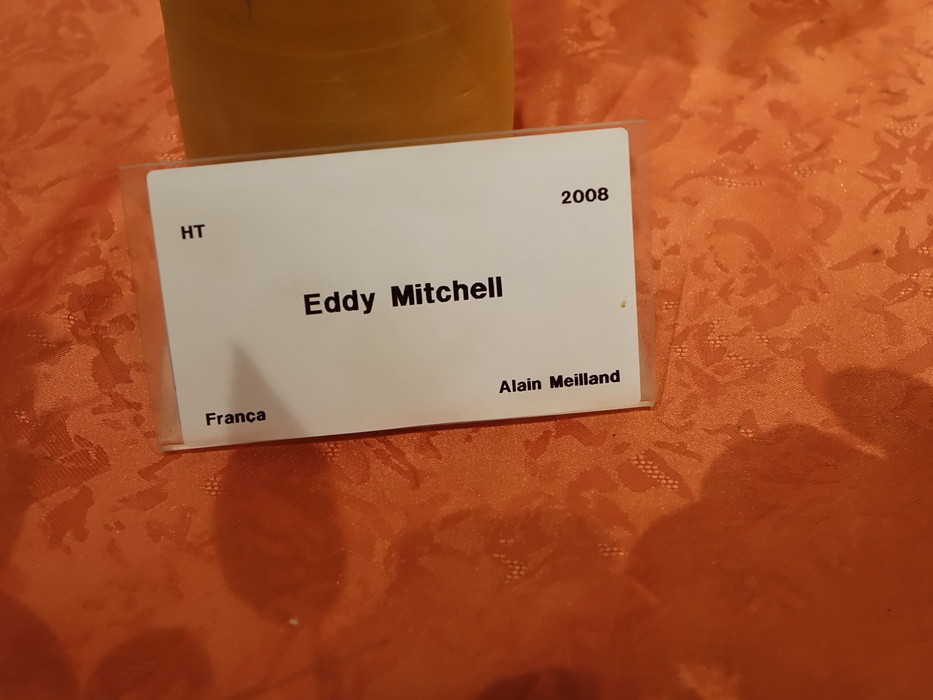 HT 2008
Eddy Mitchell
França Alain Meilland